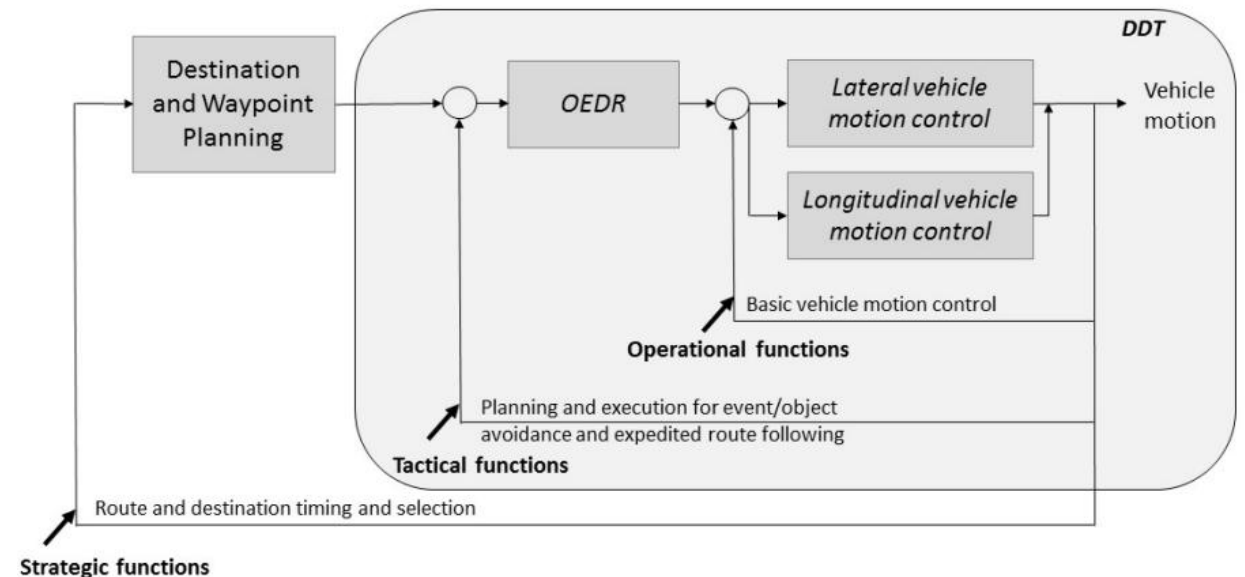 DDT
Destination
and Waypoint
Planning
OEDR
Lateral vehicle
motion control
Vehicle
motion
Longitudinal vehicle
motion control
Basic vehicle motion control
Operational functions
Planning and execution for event/object
avoidance and expedited route following
Tactical functions
Route and destination timing and selection
Strategic functions